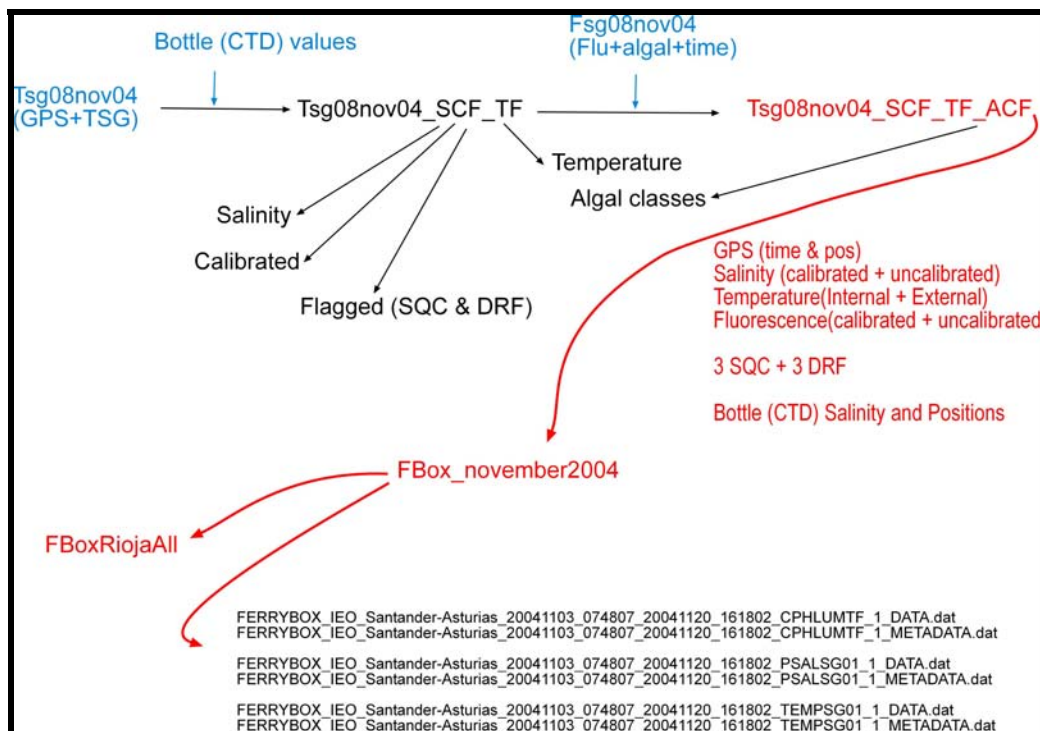 Bottle (CTD) values
Fsg08nov04
(Flu+algal+time)
Tsg08nov04
(GPS+TSG)
Tsg08nov04_SCF_TF
Tsg08nov04_SCF_TF_ACF
Temperature
Algal classes
Salinity
Calibrated
Flagged (SQC & DRF)
GPS (time & pos)
Salinity (calibrated + uncalibrated)
Temperature(Internal + External)
Fluorescence(calibrated + uncalibrated
3 SQC + 3 DRF
Bottle (CTD) Salinity and Positions
FBox_november2004
FBoxRiojaAll
FERRYBOX_IEO_Santander-Asturias_20041103_074807_20041120_161802_CPHLUMTF_1_DATA.dat
FERRYBOX_IEO_Santander-Asturias_20041103_074807_20041120_161802_CPHLUMTF_1_METADATA.dat
FERRYBOX_IEO_Santander-Asturias_20041103_074807_20041120_161802_PSALSG01_1_DATA.dat
FERRYBOX_IEO_Santander-Asturias_20041103_074807_20041120_161802_PSALSG01_1_METADATA.dat
FERRYBOX_IEO_Santander-Asturias_20041103_074807_20041120_161802_TEMPSG01_1_DATA.dat
FERRYBOX_IEO_Santander-Asturias_20041103_074807_20041120_161802_TEMPSG01_1_METADATA.dat